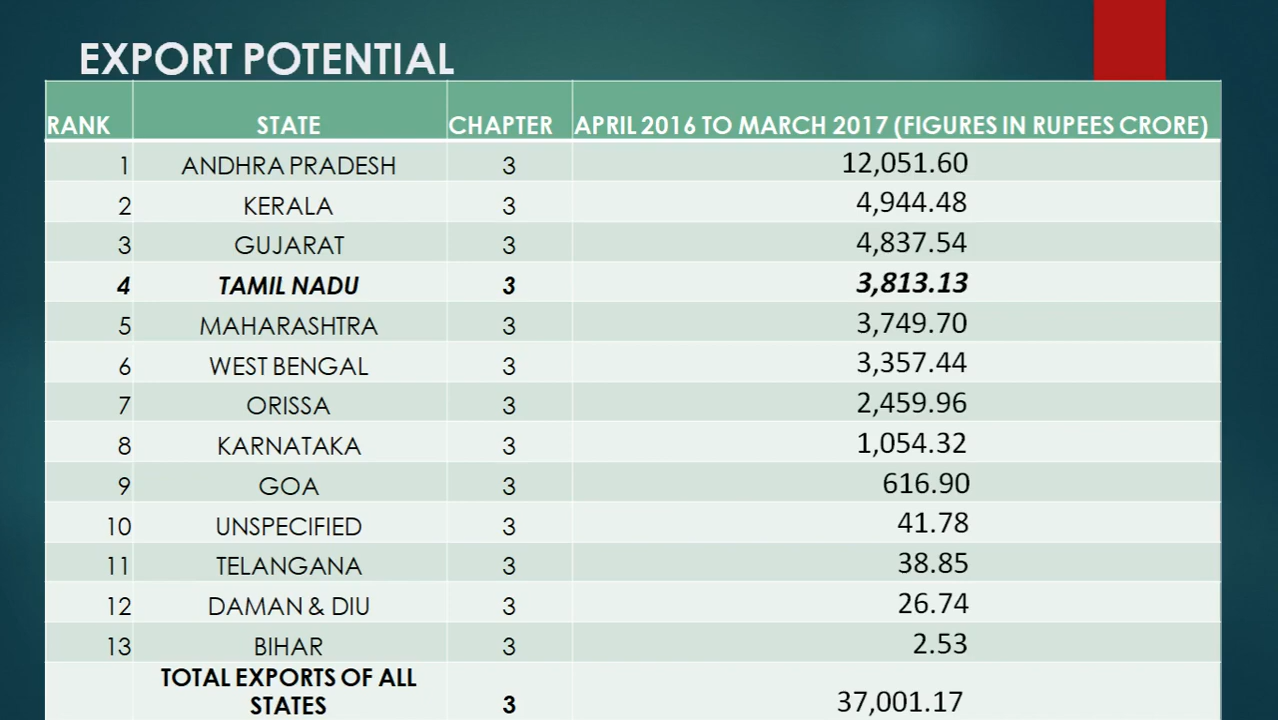 EXPORT POTENTIAL
RANK STATE CHAPTER APRIL 2016 TO MARCH 2017 (FIGURES IN RUPEES CRORE)
1 ANDHRA PRADESH 3 12,051.60
2 KERALA 3 4,944.48
3 GUJARAT 3 4,837.54
4 TAMIL NADU 3 3,813.13
5 MAHARASHTRA 3 3,749.70
6 WEST BENGAL 3 3,357.44
7 ORISSA 3 2,459.96
8 KARNATAKA 3 1,054.32
9 GOA 3 616.90
10 UNSPECIFIED 3 41.78
11 TELANGANA 3 38.85
12 DAMAN & DIU 3 26.74
13 BIHAR 3 2.53
TOTAL EXPORTS OF ALL
STATES 3 37,001.17